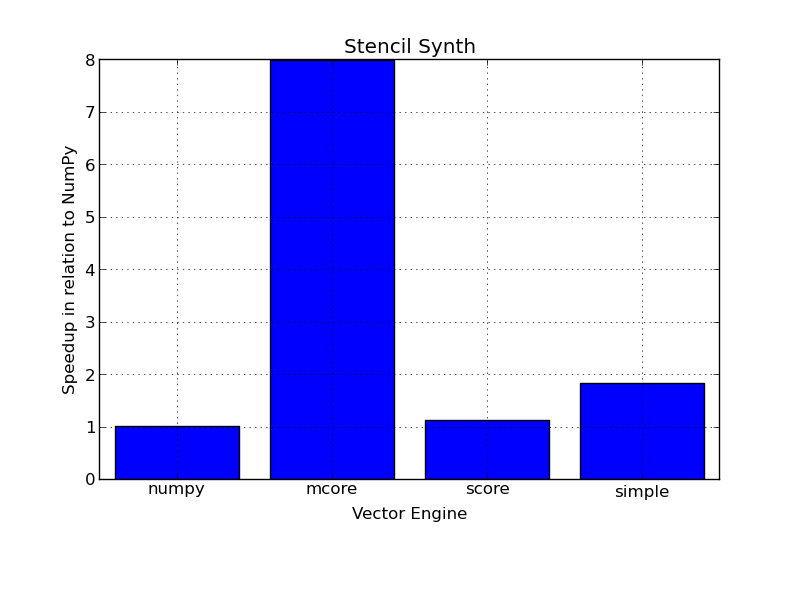 Stencil Synth
Speedup in relation to NumPy
8
7
6
5
4
3
2
1
0
numpy mcore score simple
Vector Engine